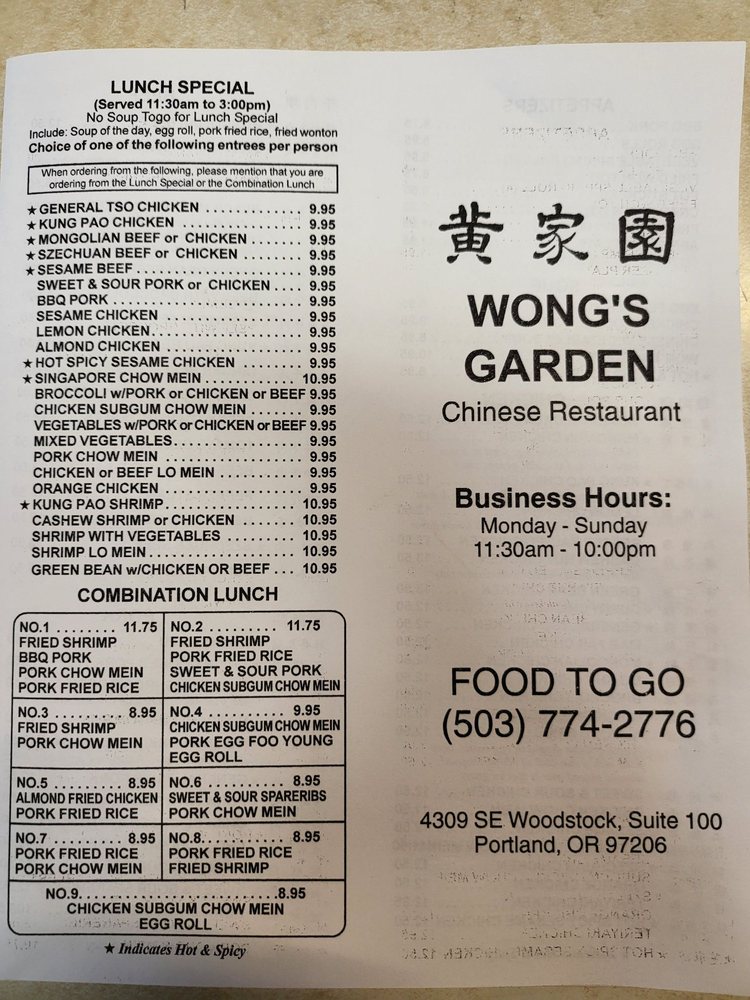 LUNCH SPECIAL
(Served 11:30am to 3:00pm)
No Soup Togo for Lunch Special
Include: Soup of the day, egg roll, pork fried rice, fried wonton
Choice of one of the following entrees per person
When ordering from the following, please mention that you are
ordering from the Lunch Special or the Combination Lunch
★ GENERAL TSO CHICKEN ............. 9.95
★ KUNG PAO CHICKEN ................ 9.95
★ MONGOLIAN BEEF or CHICKEN ....... 9.95
★ SZECHUAN BEEF or CHICKEN ........ 9.95
★ SESAME BEEF ..................... 9.95
SWEET & SOUR PORK or CHICKEN .... 9.95
BBQ PORK ........................ 9.95
SESAME CHICKEN .................. 9.95
LEMON CHICKEN ................... 9.95
ALMOND CHICKEN .................. 9.95
★ HOT SPICY SESAME CHICKEN ........ 9.95
★ SINGAPORE CHOW MEIN ............ 10.95
BROCCOLI w/PORK or CHICKEN or BEEF 9.95
CHICKEN SUBGUM CHOW MEIN ....... 9.95
VEGETABLES w/PORK or CHICKEN or BEEF 9.95
MIXED VEGETABLES ................ 9.95
PORK CHOW MEIN .................. 9.95
CHICKEN or BEEF LO MEIN ......... 9.95
ORANGE CHICKEN .................. 9.95
★ KUNG PAO SHRIMP ................ 10.95
CASHEW SHRIMP or CHICKEN ....... 10.95
SHRIMP WITH VEGETABLES ......... 10.95
SHRIMP LO MEIN ................. 10.95
GREEN BEAN w/CHICKEN OR BEEF ... 10.95
COMBINATION LUNCH
NO.1 ........ 11.75
FRIED SHRIMP
BBQ PORK
PORK CHOW MEIN
PORK FRIED RICE
NO.2 ......... 11.75
FRIED SHRIMP
PORK FRIED RICE
SWEET & SOUR PORK
CHICKEN SUBGUM CHOW MEIN
NO.3 ......... 8.95
FRIED SHRIMP
PORK CHOW MEIN
NO.4 .......... 9.95
CHICKEN SUBGUM CHOW MEIN
PORK EGG FOO YOUNG
EGG ROLL
NO.5 ......... 8.95
ALMOND FRIED CHICKEN
PORK FRIED RICE
NO.6 .......... 8.95
SWEET & SOUR SPARERIBS
PORK CHOW MEIN
NO.7 ......... 8.95
PORK FRIED RICE
PORK CHOW MEIN
NO.8.......... 8.95
PORK FRIED RICE
FRIED SHRIMP
NO.9........................8.95
CHICKEN SUBGUM CHOW MEIN
EGG ROLL
★ Indicates Hot & Spicy
黄家園
WONG'S
GARDEN
Chinese Restaurant
Business Hours:
Monday - Sunday
11:30am - 10:00pm
FOOD TO GO
(503) 774-2776
4309 SE Woodstock, Suite 100
Portland, OR 97206